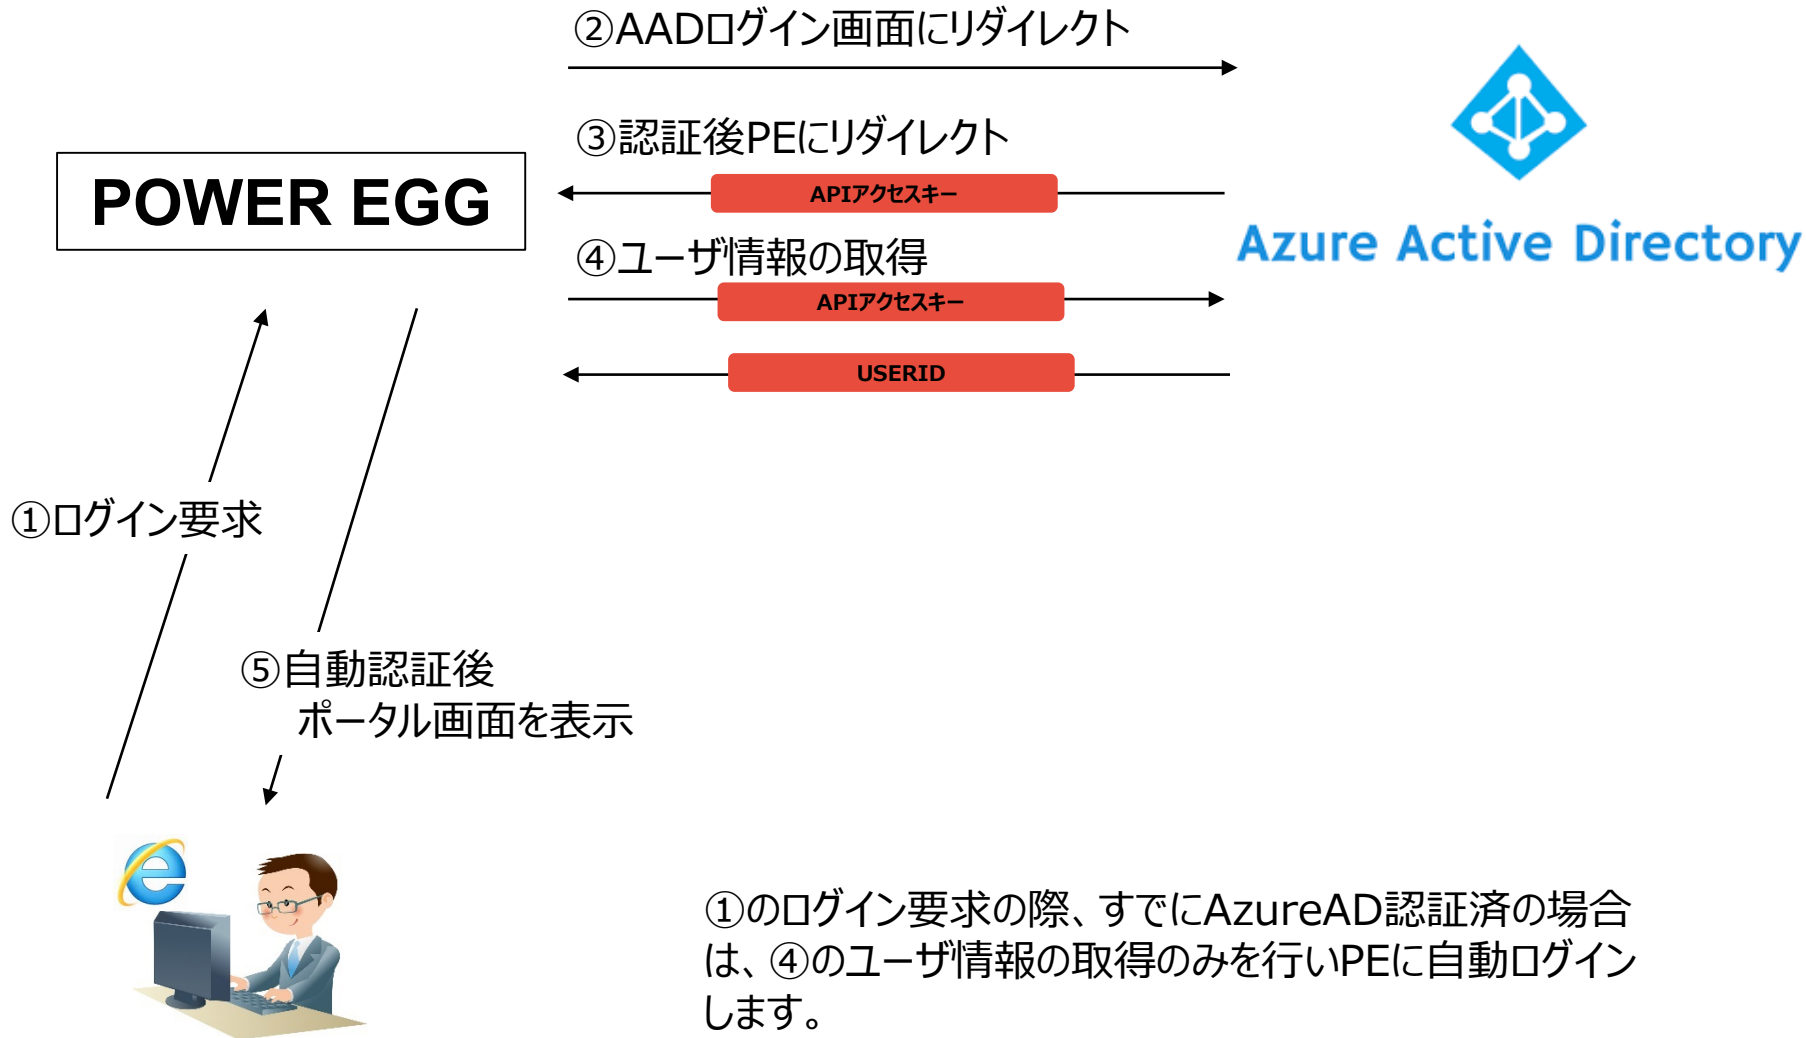 ②AADログイン画面にリダイレクト
③認証後PEにリダイレクト
APIアクセスキー
POWER EGG
Azure Active Directory
④ユーザ情報の取得
APIアクセスキー
USERID
①ログイン要求
⑤自動認証後
ポータル画面を表示
①のログイン要求の際、すでにAzureAD認証済の場合
は、④のユーザ情報の取得のみを行いPEに自動ログイン
します。